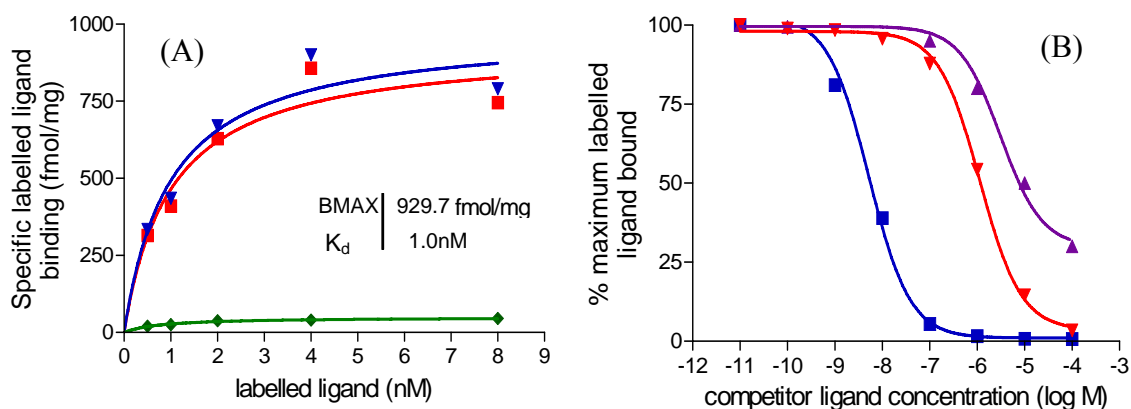 (A)
Specific labelled ligand
binding (fmol/mg)
1000
750
500
250
0
BMAX 929.7 fmol/mg
Kd 1.0nM
0 1 2 3 4 5 6 7 8 9
labelled ligand (nM)
(B)
% maximum labelled
ligand bound
100
75
50
25
0
-11 -10 -9 -8 -7 -6 -5 -4 -3
competitor ligand concentration (log M)